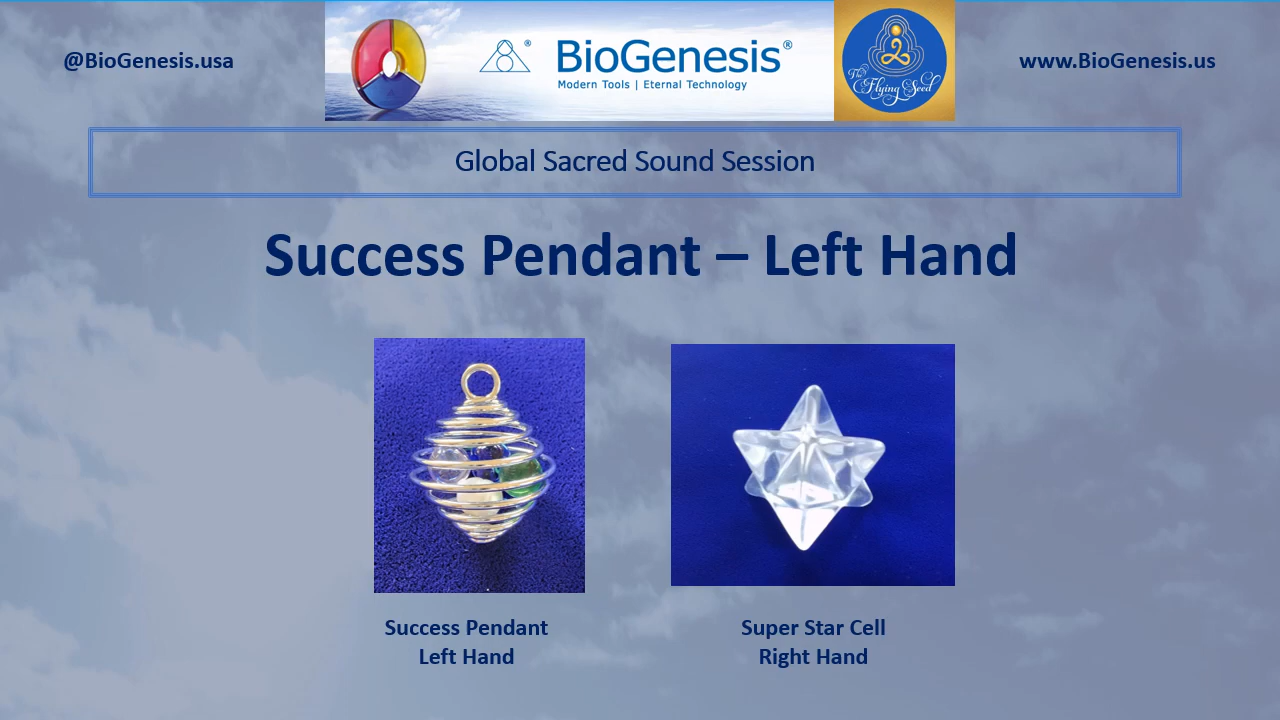 @BioGenesis.usa
BioGenesis®
Modern Tools | Eternal Technology
®
The
Flying Seed
www.BioGenesis.us
Global Sacred Sound Session
Success Pendant – Left Hand
Success Pendant
Left Hand
Super Star Cell
Right Hand